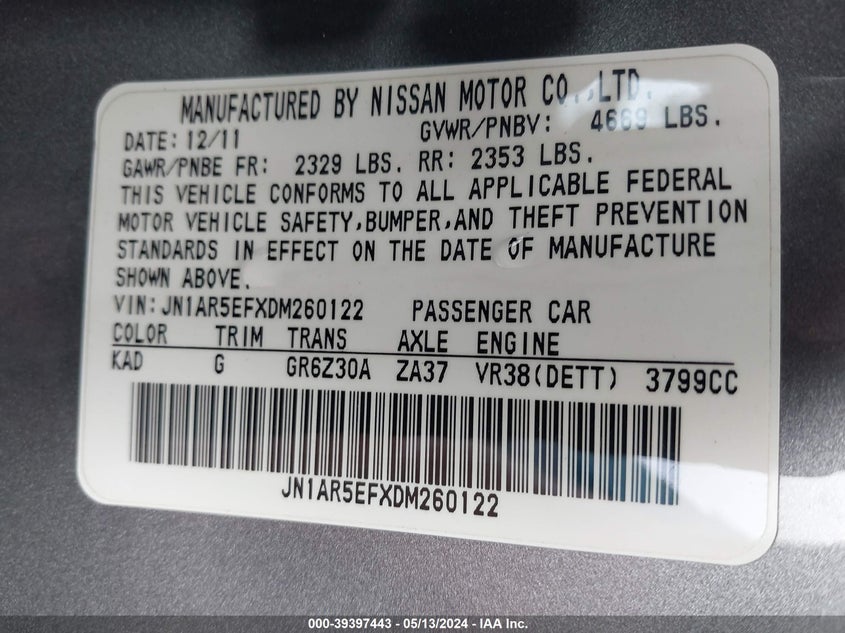 MANUFACTURED BY NISSAN MOTOR CO.,LTD.
DATE:12/11 GVWR/PNBV: 4669 LBS.
GAWR/PNBE FR: 2329 LBS. RR: 2353 LBS.
THIS VEHICLE CONFORMS TO ALL APPLICABLE FEDERAL
MOTOR VEHICLE SAFETY,BUMPER,AND THEFT PREVENTION
STANDARDS IN EFFECT ON THE DATE OF MANUFACTURE
SHOWN ABOVE.
VIN:JN1AR5EFXDM260122 PASSENGER CAR
COLOR TRIM TRANS AXLE ENGINE
KAD G GR6Z30A ZA37 VR38(DETT) 3799CC
JN1AR5EFXDM260122
000-39397443 - 05/13/2024 - IAA Inc.